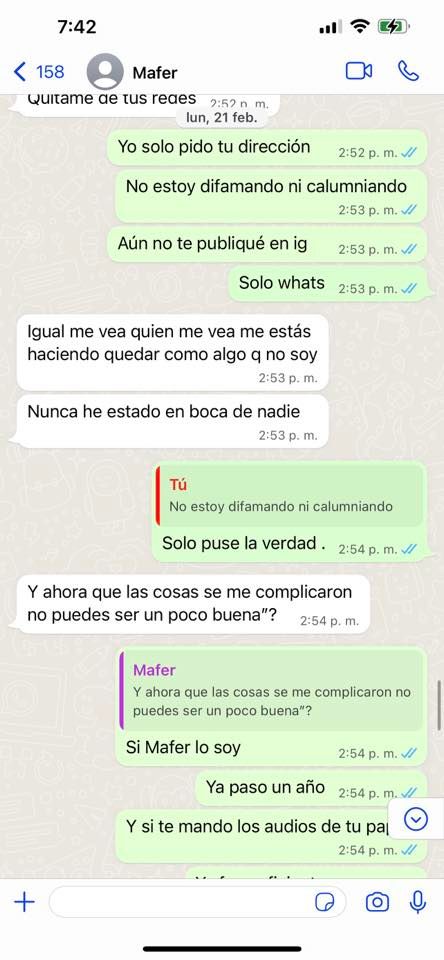 7:42
158
Mafer
Quítame de tus redes 2:52 p. m.
lun, 21 feb.
Yo solo pido tu dirección 2:52 p. m.
No estoy difamando ni calumniando
2:53 p. m.
Aún no te publiqué en ig 2:53 p. m.
Solo whats 2:53 p. m.
Igual me vea quien me vea me estás
haciendo quedar como algo q no soy
2:53 p. m.
Nunca he estado en boca de nadie
2:53 p. m.
Tú
No estoy difamando ni calumniando
Solo puse la verdad . 2:54 p. m.
Y ahora que las cosas se me complicaron
no puedes ser un poco buena”? 2:54 p. m.
Mafer
Y ahora que las cosas se me complicaron no
puedes ser un poco buena”?
Si Mafer lo soy 2:54 p. m.
Ya paso un año 2:54 p. m.
Y si te mando los audios de tu
2:54 p. m.